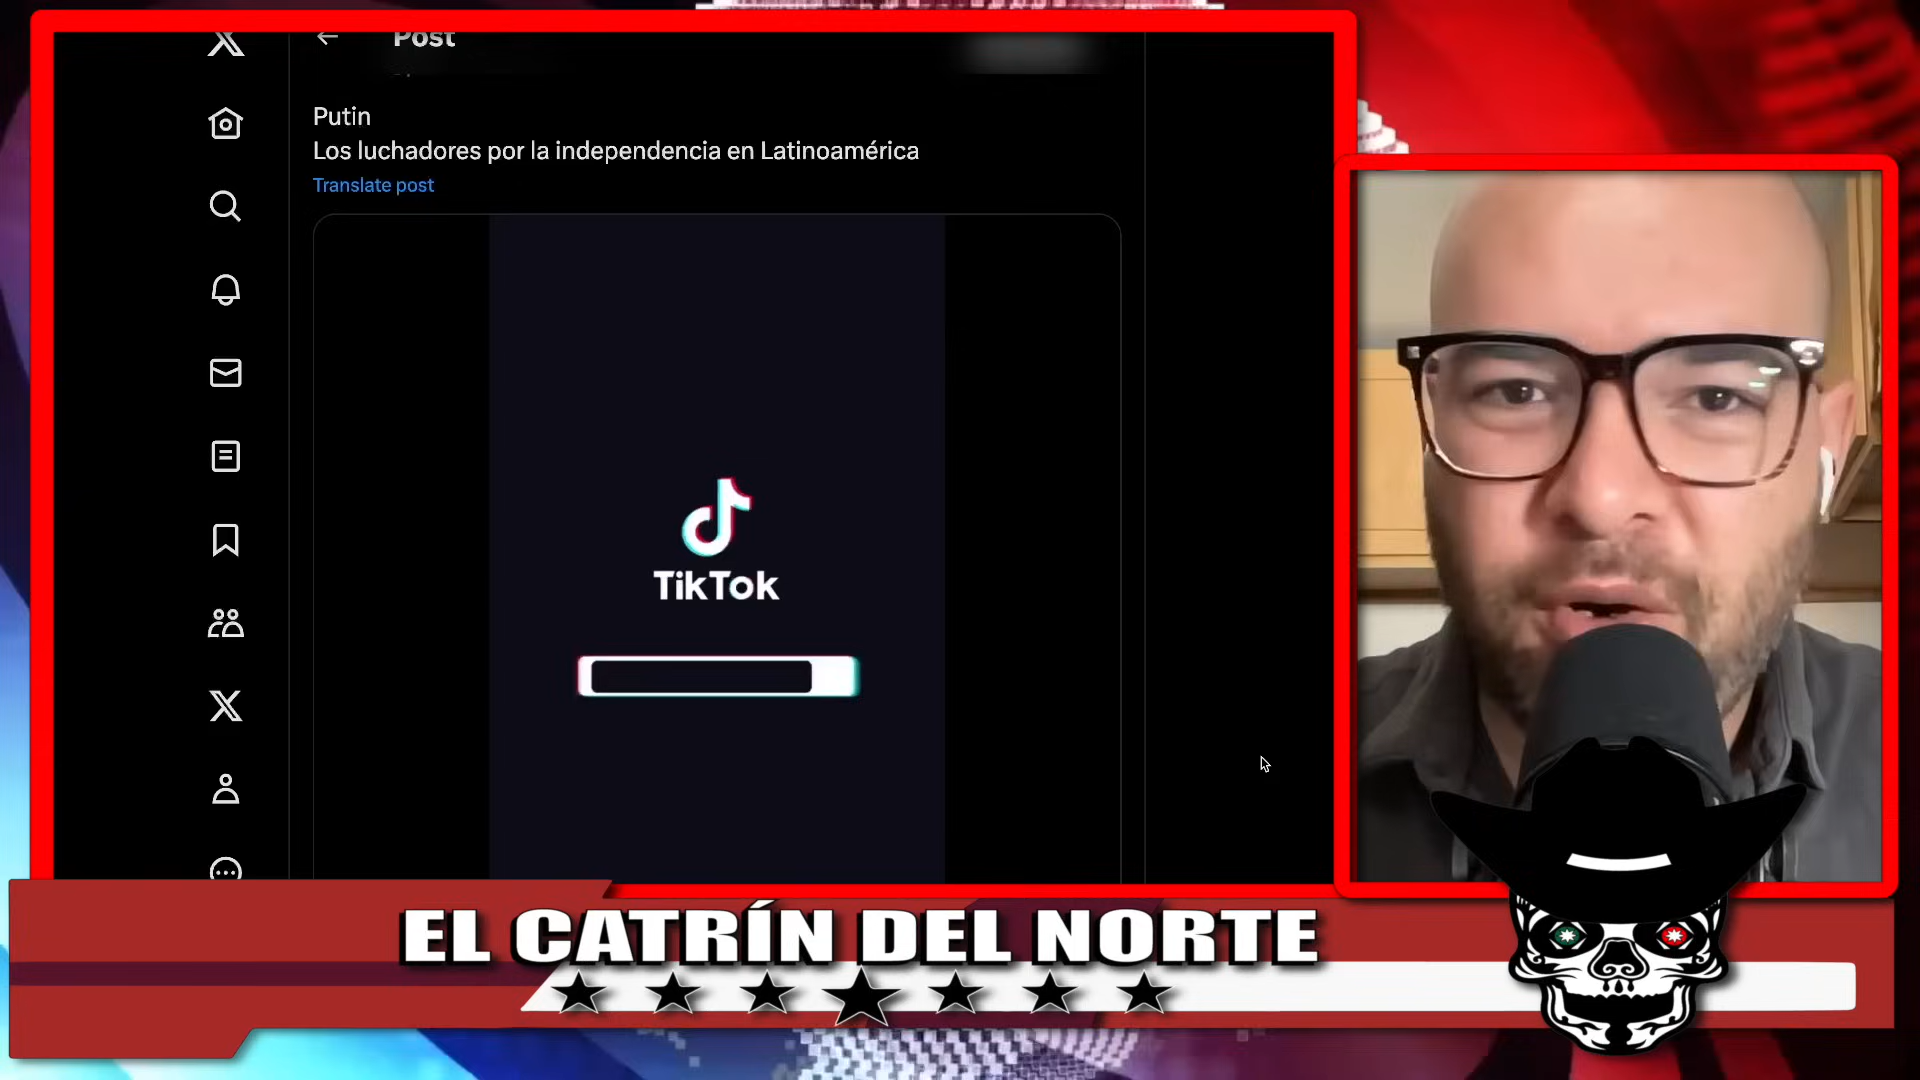 Post
Putin
Los luchadores por la independencia en Latinoamérica
Translate post
TikTok
EL CATRÍN DEL NORTE